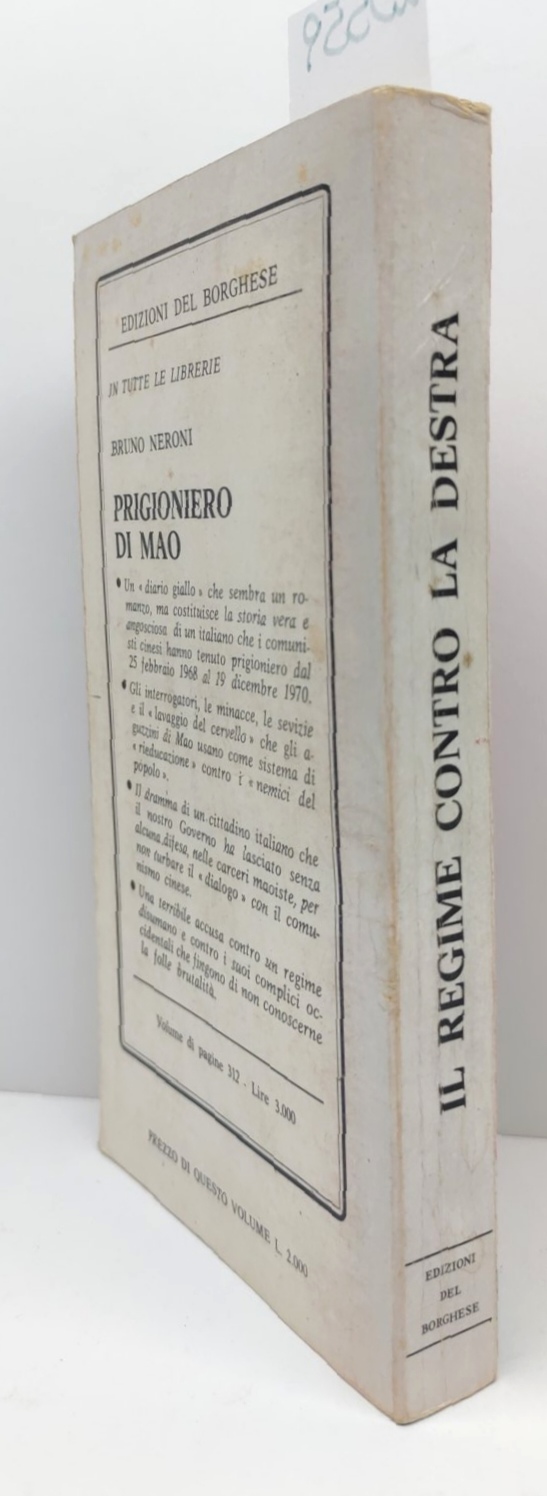 EDIZIONI DEL BORGHESE
IN TUTTE LE LIBRERIE
BRUNO NERONI
PRIGIONIERO
DI MAO
• Un « diario giallo » che sembra un ro-
manzo, ma costituisce la storia vera e
angosciosa di un italiano che i comuni-
sti cinesi hanno tenuto prigioniero dal
25 febbraio 1968 al 19 dicembre 1970.
• Gli interrogatori, le minacce, le sevizie
e il « lavaggio del cervello » che gli a-
guzzini di Mao usano come sistema di
« rieducazione » contro i « nemici del
popolo ».
• Il dramma di un cittadino italiano che
il nostro Governo ha lasciato senza
alcuna difesa, nelle carceri maoiste, per
non turbare il « dialogo » con il comu-
nismo cinese.
• Una terribile accusa contro un regime
disumano e contro i suoi complici oc-
cidentali che fingono di non conoscerne
la folle brutalità.
Volume di pagine 312 - Lire 3.000
PREZZO DI QUESTO VOLUME L. 2.000
IL REGIME CONTRO LA DESTRA
EDIZIONI
DEL
BORGHESE